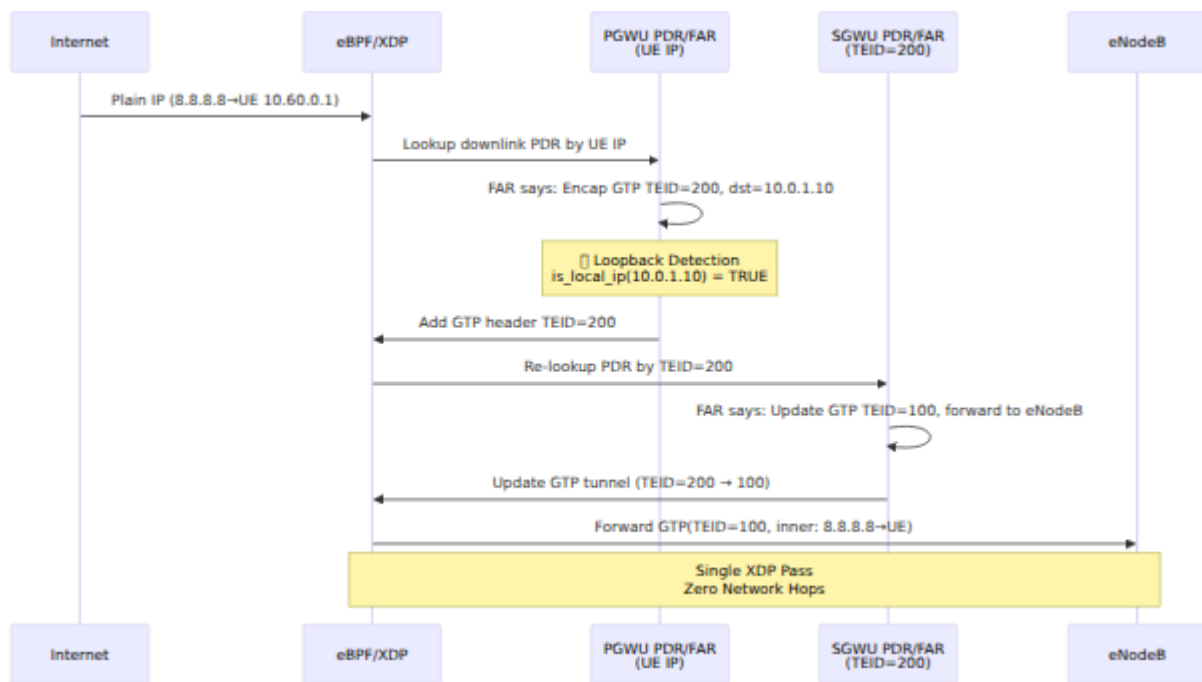 Internet
eBPF/XDP
PGWU PDR/FAR
(UE IP)
SGWU PDR/FAR
(TEID=200)
eNodeB
Plain IP (8.8.8.8→UE 10.60.0.1)
Lookup downlink PDR by UE IP
FAR says: Encap GTP TEID=200, dst=10.0.1.10
Loopback Detection
is_local_ip(10.0.1.10) = TRUE
Add GTP header TEID=200
Re-lookup PDR by TEID=200
FAR says: Update GTP TEID=100, forward to eNodeB
Update GTP tunnel (TEID=200 → 100)
Forward GTP(TEID=100, inner: 8.8.8.8→UE)
Single XDP Pass
Zero Network Hops
Internet
eBPF/XDP
PGWU PDR/FAR
(UE IP)
SGWU PDR/FAR
(TEID=200)
eNodeB